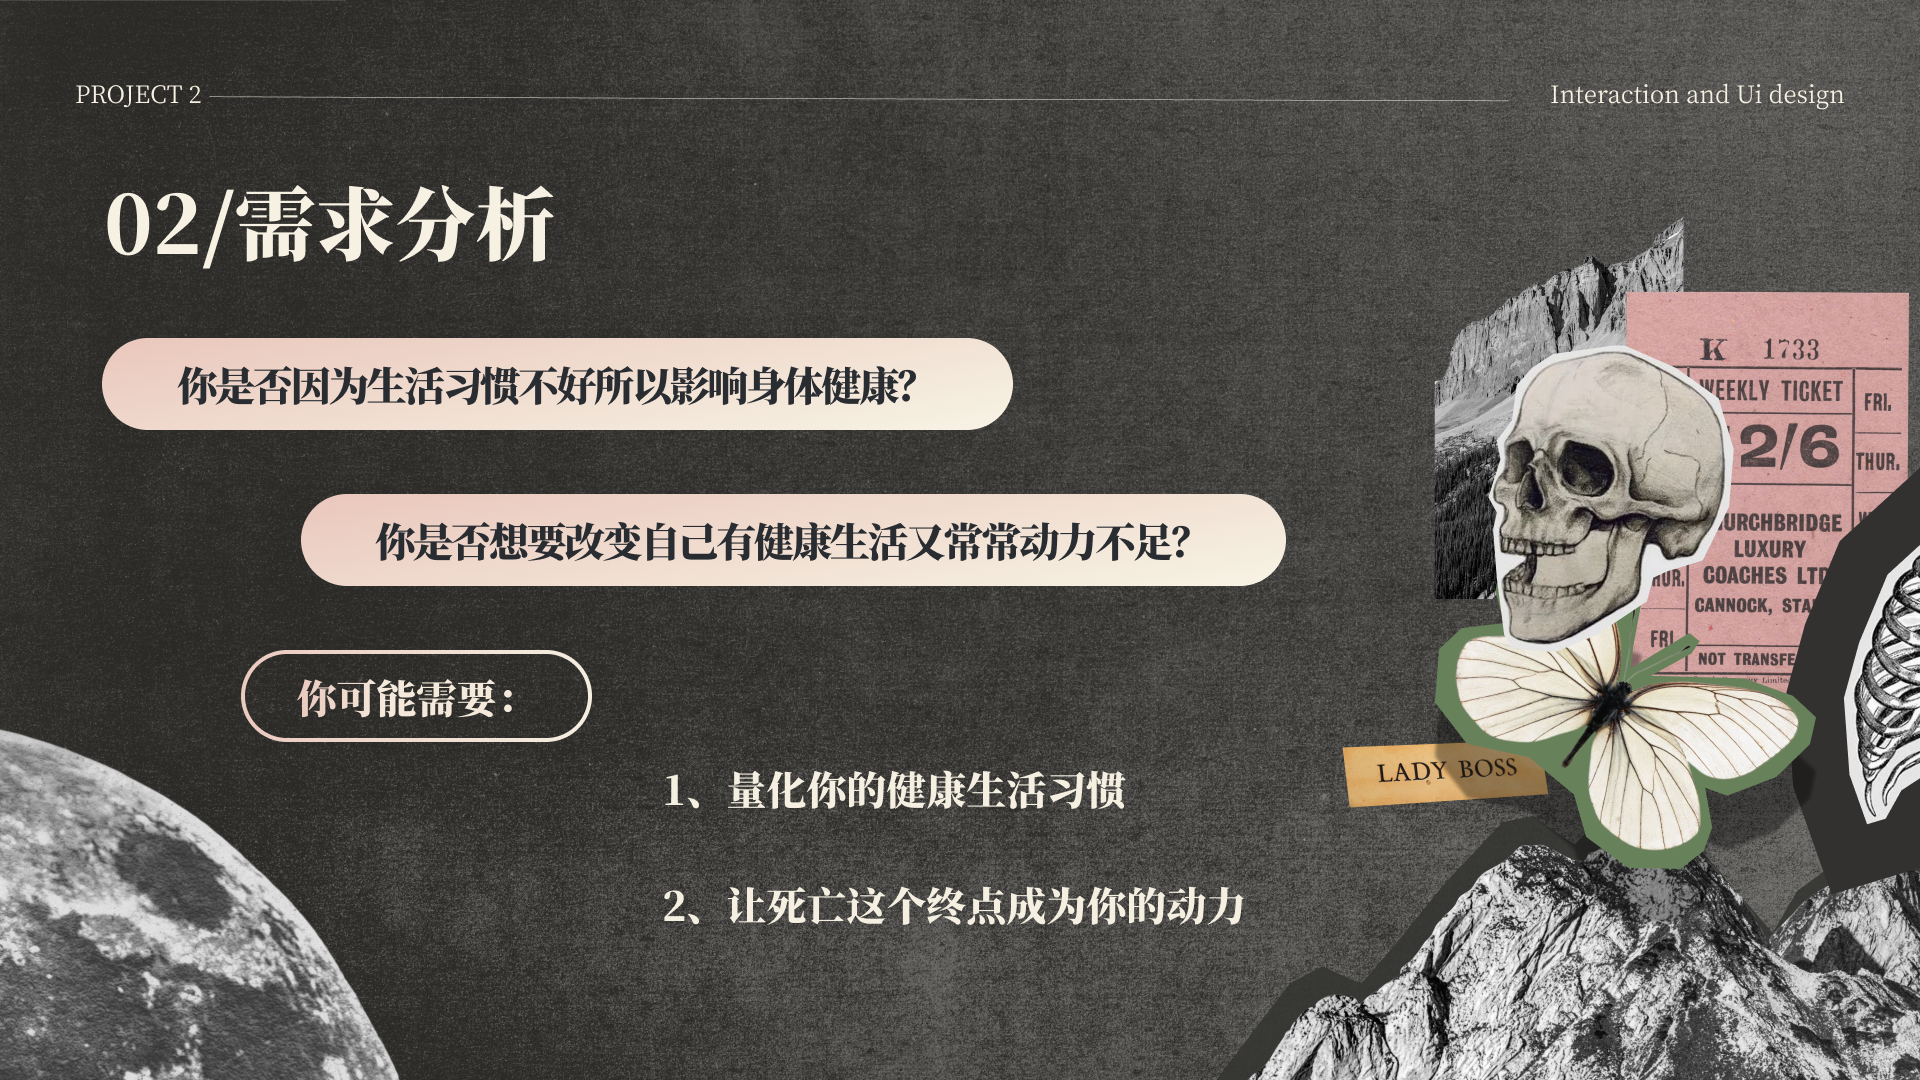 PROJECT 2
Interaction and Ui design
02/需求分析
你是否因为生活习惯不好所以影响身体健康?
你是否想要改变自己有健康生活又常常动力不足?
你可能需要：
1、量化你的健康生活习惯
2、让死亡这个终点成为你的动力
K 1733
WEEKLY TICKET
FRI.
2/6
THUR.
URCHBRIDGE
LUXURY
COACHES LTD
HUR.
CANNOCK, STA
FRI
NOT TRANSFE
LADY BOSS